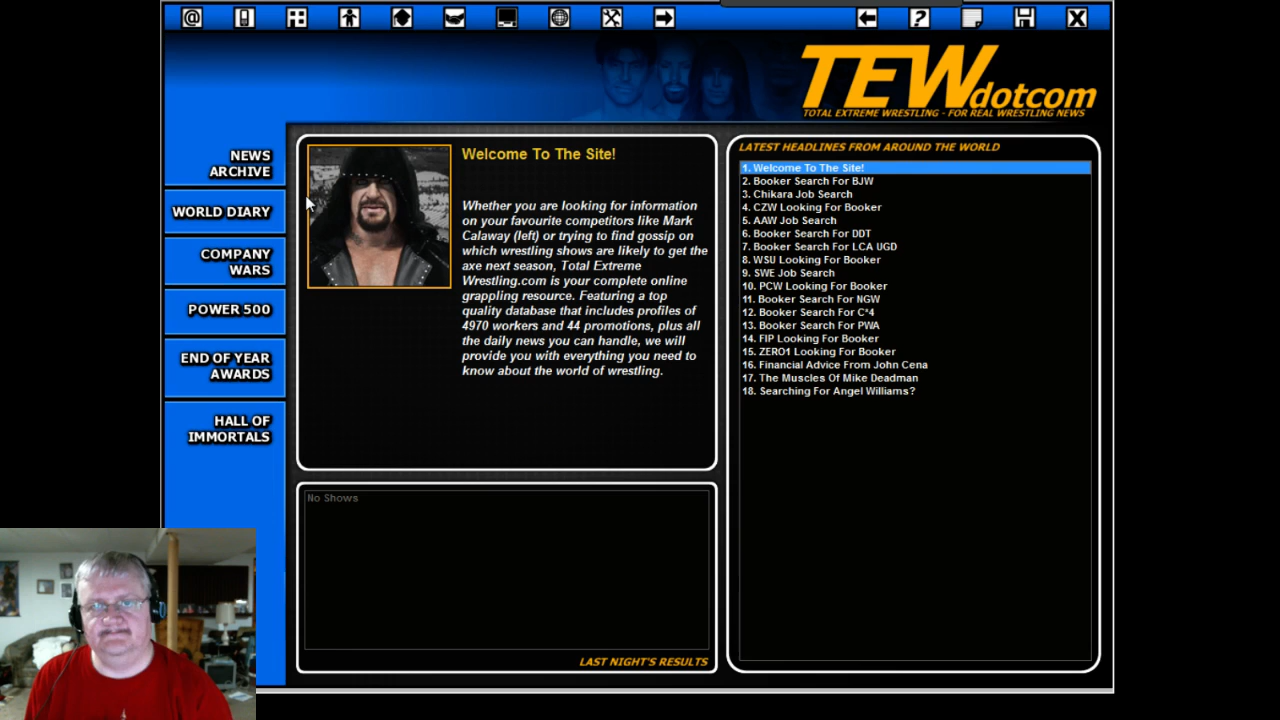 TEWdotcom
TOTAL EXTREME WRESTLING - FOR REAL WRESTLING NEWS
NEWS
ARCHIVE
WORLD DIARY
COMPANY
WARS
POWER 500
END OF YEAR
AWARDS
HALL OF
IMMORTALS
Welcome To The Site!
Whether you are looking for information
on your favourite competitors like Mark
Calaway (left) or trying to find gossip on
which wrestling shows are likely to get the
axe next season, Total Extreme
Wrestling.com is your complete online
grappling resource. Featuring a top
quality database that includes profiles of
4970 workers and 44 promotions, plus all
the daily news you can handle, we will
provide you with everything you need to
know about the world of wrestling.
No Shows
LAST NIGHT'S RESULTS
LATEST HEADLINES FROM AROUND THE WORLD
1. Welcome To The Site!
2. Booker Search For BJW
3. Chikara Job Search
4. CZW Looking For Booker
5. AAW Job Search
6. Booker Search For DDT
7. Booker Search For LCA UGD
8. WSU Looking For Booker
9. SWE Job Search
10. PCW Looking For Booker
11. Booker Search For NGW
12. Booker Search For C*4
13. Booker Search For PWA
14. FIP Looking For Booker
15. ZERO1 Looking For Booker
16. Financial Advice From John Cena
17. The Muscles Of Mike Deadman
18. Searching For Angel Williams?